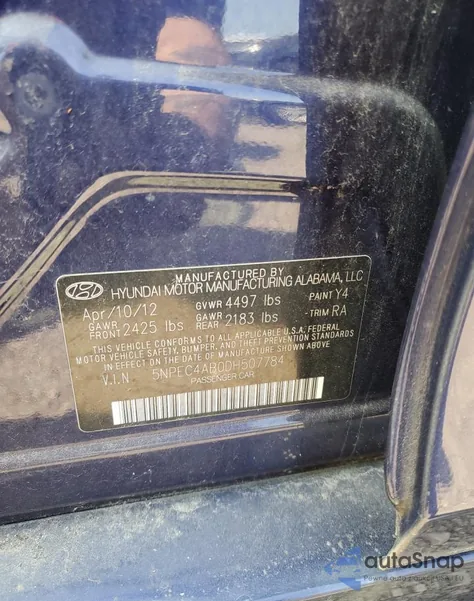 MANUFACTURED BY
HYUNDAI MOTOR MANUFACTURING ALABAMA, LLC
Apr/10/12 GVWR 4497 lbs PAINT Y4
GAWR FRONT 2425 lbs GAWR REAR 2183 lbs TRIM RA
THIS VEHICLE CONFORMS TO ALL APPLICABLE U.S.A. FEDERAL
MOTOR VEHICLE SAFETY, BUMPER, AND THEFT PREVENTION STANDARDS
IN EFFECT ON THE DATE OF MANUFACTURE SHOWN ABOVE.
V.I.N 5NPEC4AB0DH507784
PASSENGER CAR
autaSnap